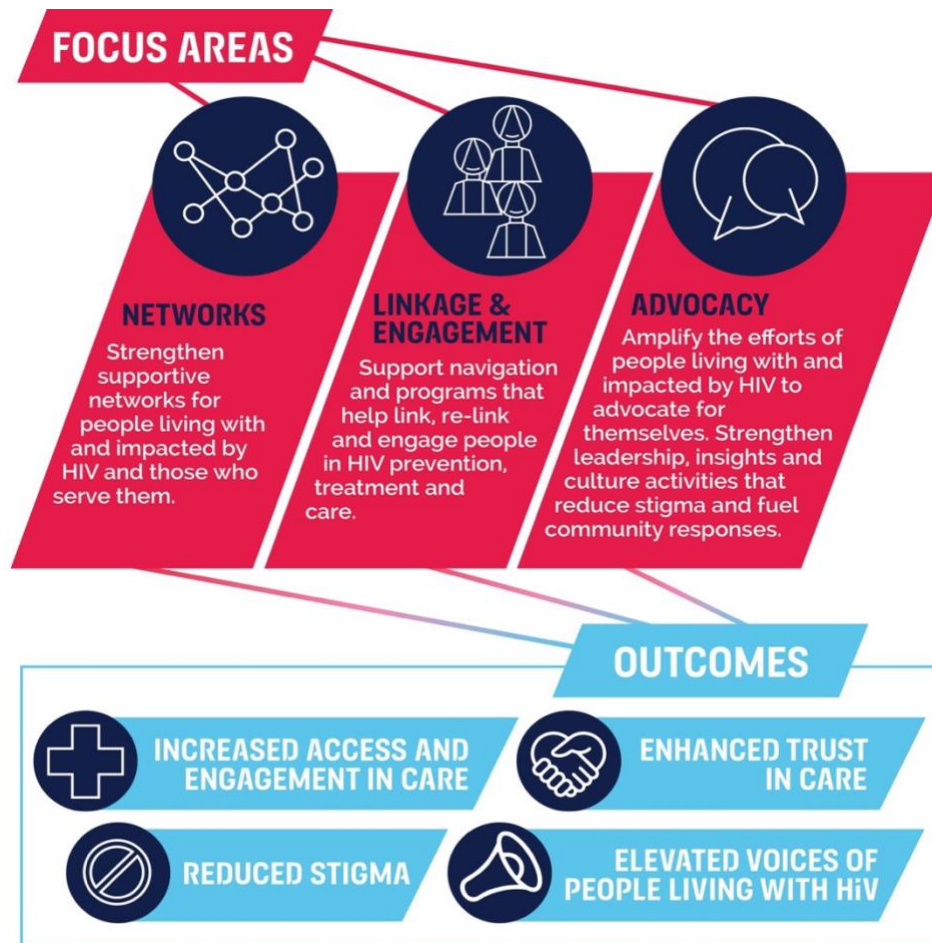 FOCUS AREAS
NETWORKS
Strengthen
supportive
networks for
people living with
and impacted by
HIV and those who
serve them.
LINKAGE &
ENGAGEMENT
Support navigation
and programs that
help link, re-link
and engage people
in HIV prevention,
treatment and
care.
ADVOCACY
Amplify the efforts of
people living with and
impacted by HIV to
advocate for
themselves. Strengthen
leadership, insights and
culture activities that
reduce stigma and fuel
community responses.
OUTCOMES
INCREASED ACCESS AND
ENGAGEMENT IN CARE
ENHANCED TRUST
IN CARE
REDUCED STIGMA
ELEVATED VOICES OF
PEOPLE LIVING WITH HiV